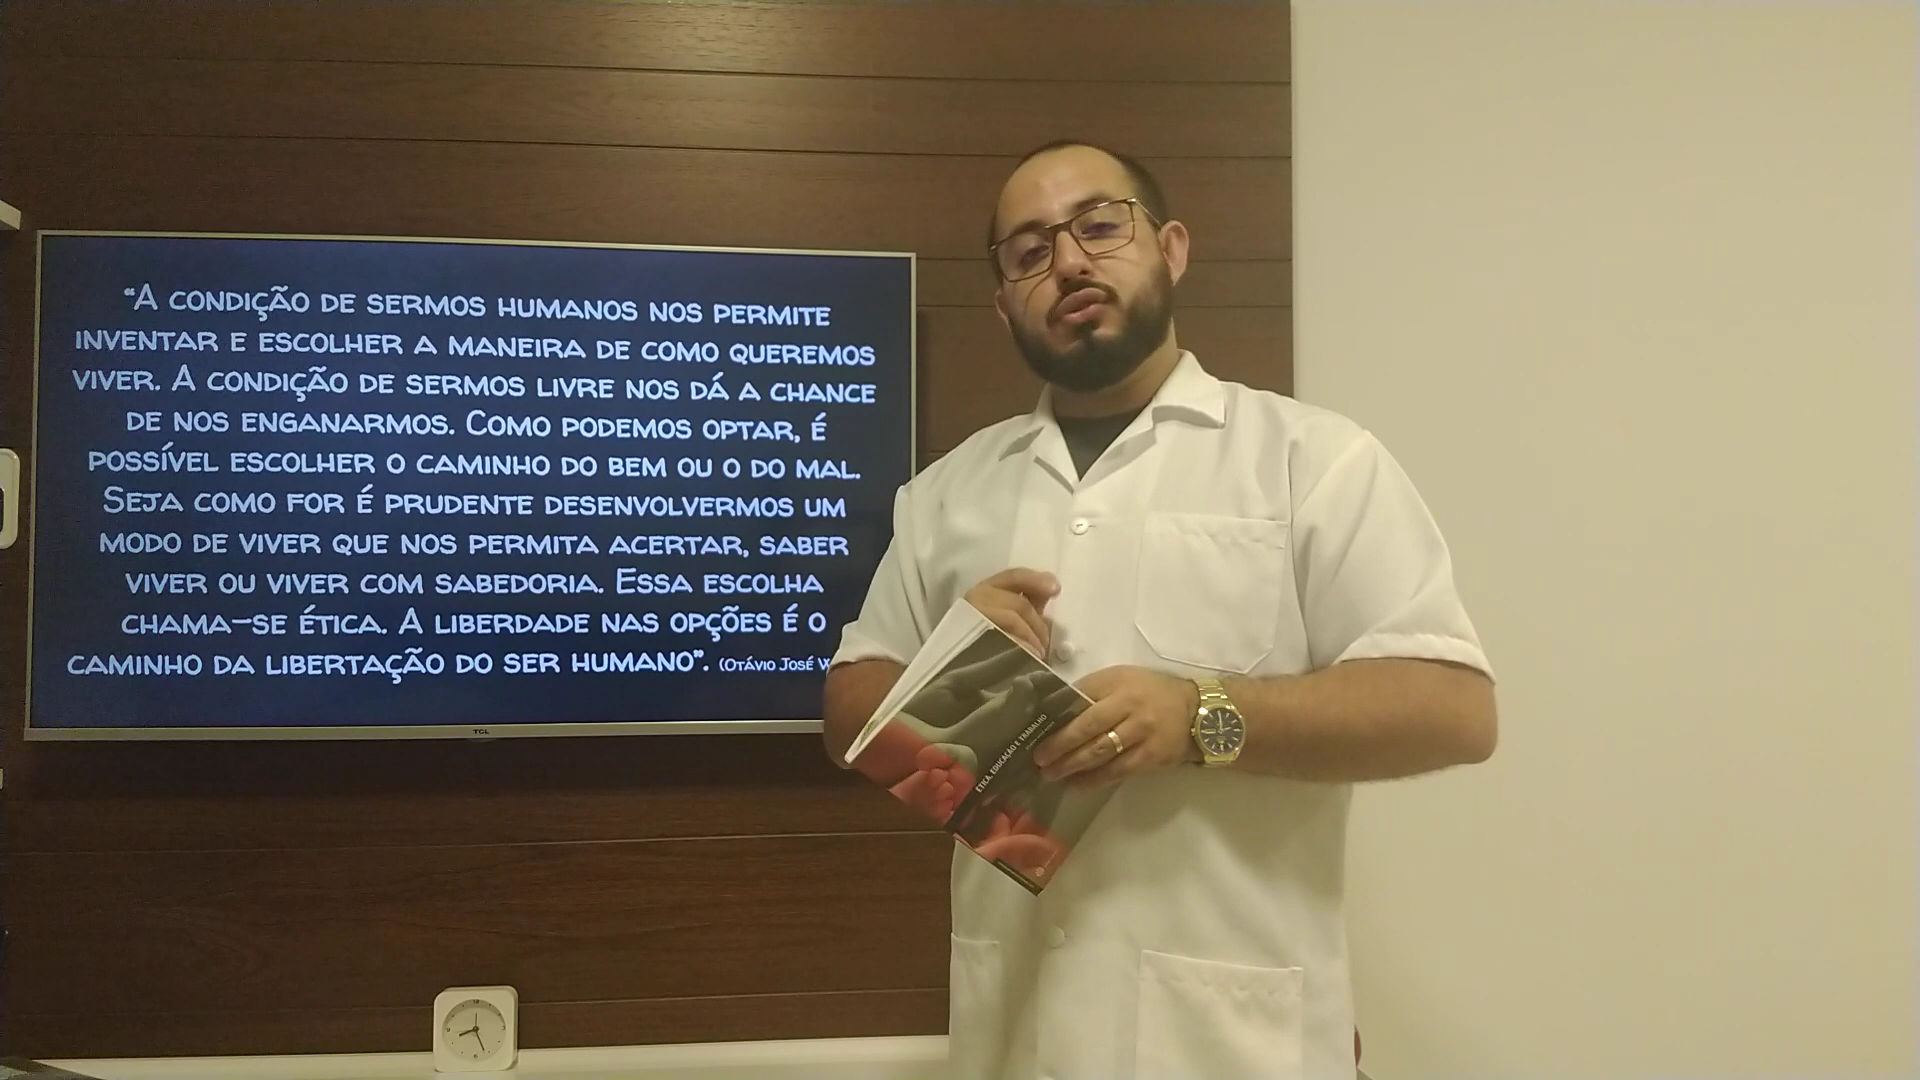 “A CONDIÇÃO DE SERMOS HUMANOS NOS PERMITE
INVENTAR E ESCOLHER A MANEIRA DE COMO QUEREMOS
VIVER. A CONDIÇÃO DE SERMOS LIVRE NOS DÁ A CHANCE
DE NOS ENGANARMOS. COMO PODEMOS OPTAR, É
POSSÍVEL ESCOLHER O CAMINHO DO BEM OU O DO MAL.
SEJA COMO FOR É PRUDENTE DESENVOLVERMOS UM
MODO DE VIVER QUE NOS PERMITA ACERTAR, SABER
VIVER OU VIVER COM SABEDORIA. ESSA ESCOLHA
CHAMA-SE ÉTICA. A LIBERDADE NAS OPÇÕES É O
CAMINHO DA LIBERTAÇÃO DO SER HUMANO”. (OTÁVIO JOSÉ
TCL
ÉTICA, EDUCAÇÃO E TRABALHO